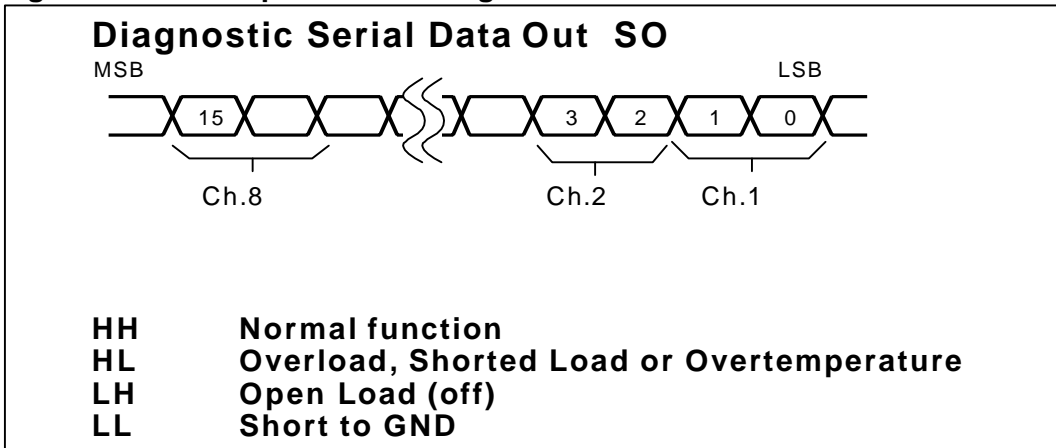 Diagnostic Serial Data Out SO
MSB LSB
15 3 2 1 0
Ch.8 Ch.2 Ch.1
HH Normal function
HL Overload, Shorted Load or Overtemperature
LH Open Load (off)
LL Short to GND